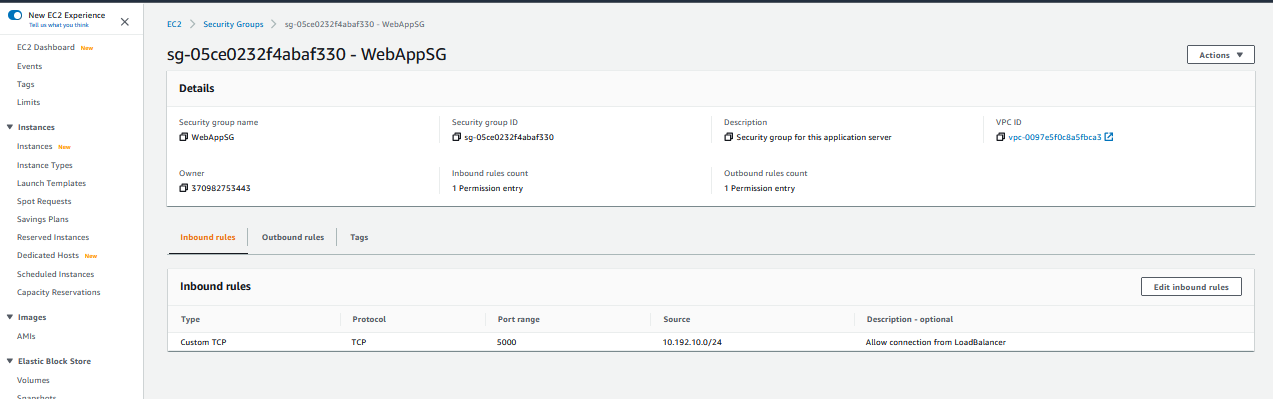 New EC2 Experience
Tell us what you think
EC2 Dashboard New
Events
Tags
Limits
Instances
Instances New
Instance Types
Launch Templates
Spot Requests
Savings Plans
Reserved Instances
Dedicated Hosts New
Scheduled Instances
Capacity Reservations
Images
AMIs
Elastic Block Store
Volumes
Snapshots
EC2 > Security Groups > sg-05ce0232f4abaf330 - WebAppSG
sg-05ce0232f4abaf330 - WebAppSG
Actions
Details
Security group name
WebAppSG
Security group ID
sg-05ce0232f4abaf330
Description
Security group for this application server
VPC ID
vpc-0097e5f0c8a5fbca3
Owner
370982753443
Inbound rules count
1 Permission entry
Outbound rules count
1 Permission entry
Inbound rules Outbound rules Tags
Inbound rules
Edit inbound rules
Type Protocol Port range Source Description - optional
Custom TCP TCP 5000 10.192.10.0/24 Allow connection from LoadBalancer